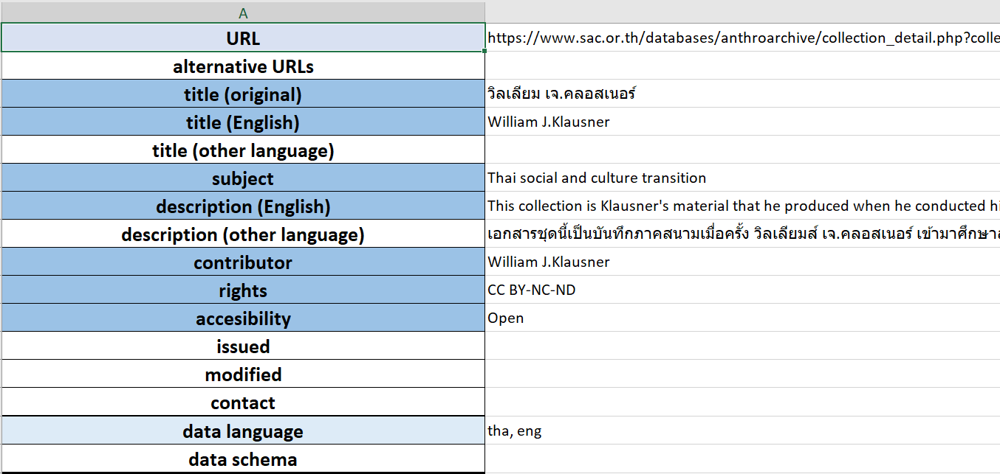 A
URL https://www.sac.or.th/databases/anthroarchive/collection_detail.php?colle
alternative URLs
title (original) วิลเลียม เจ.คลอสเนอร์
title (English) William J.Klausner
title (other language)
subject Thai social and culture transition
description (English) This collection is Klausner's material that he produced when he conducted hi
description (other language) เอกสารชุดนี้เป็นบันทึกภาคสนามเมื่อครั้ง วิลเลียมส์ เจ.คลอสเนอร์ เข้ามาศึกษาส
contributor William J.Klausner
rights CC BY-NC-ND
accesibility Open
issued
modified
contact
data language tha, eng
data schema